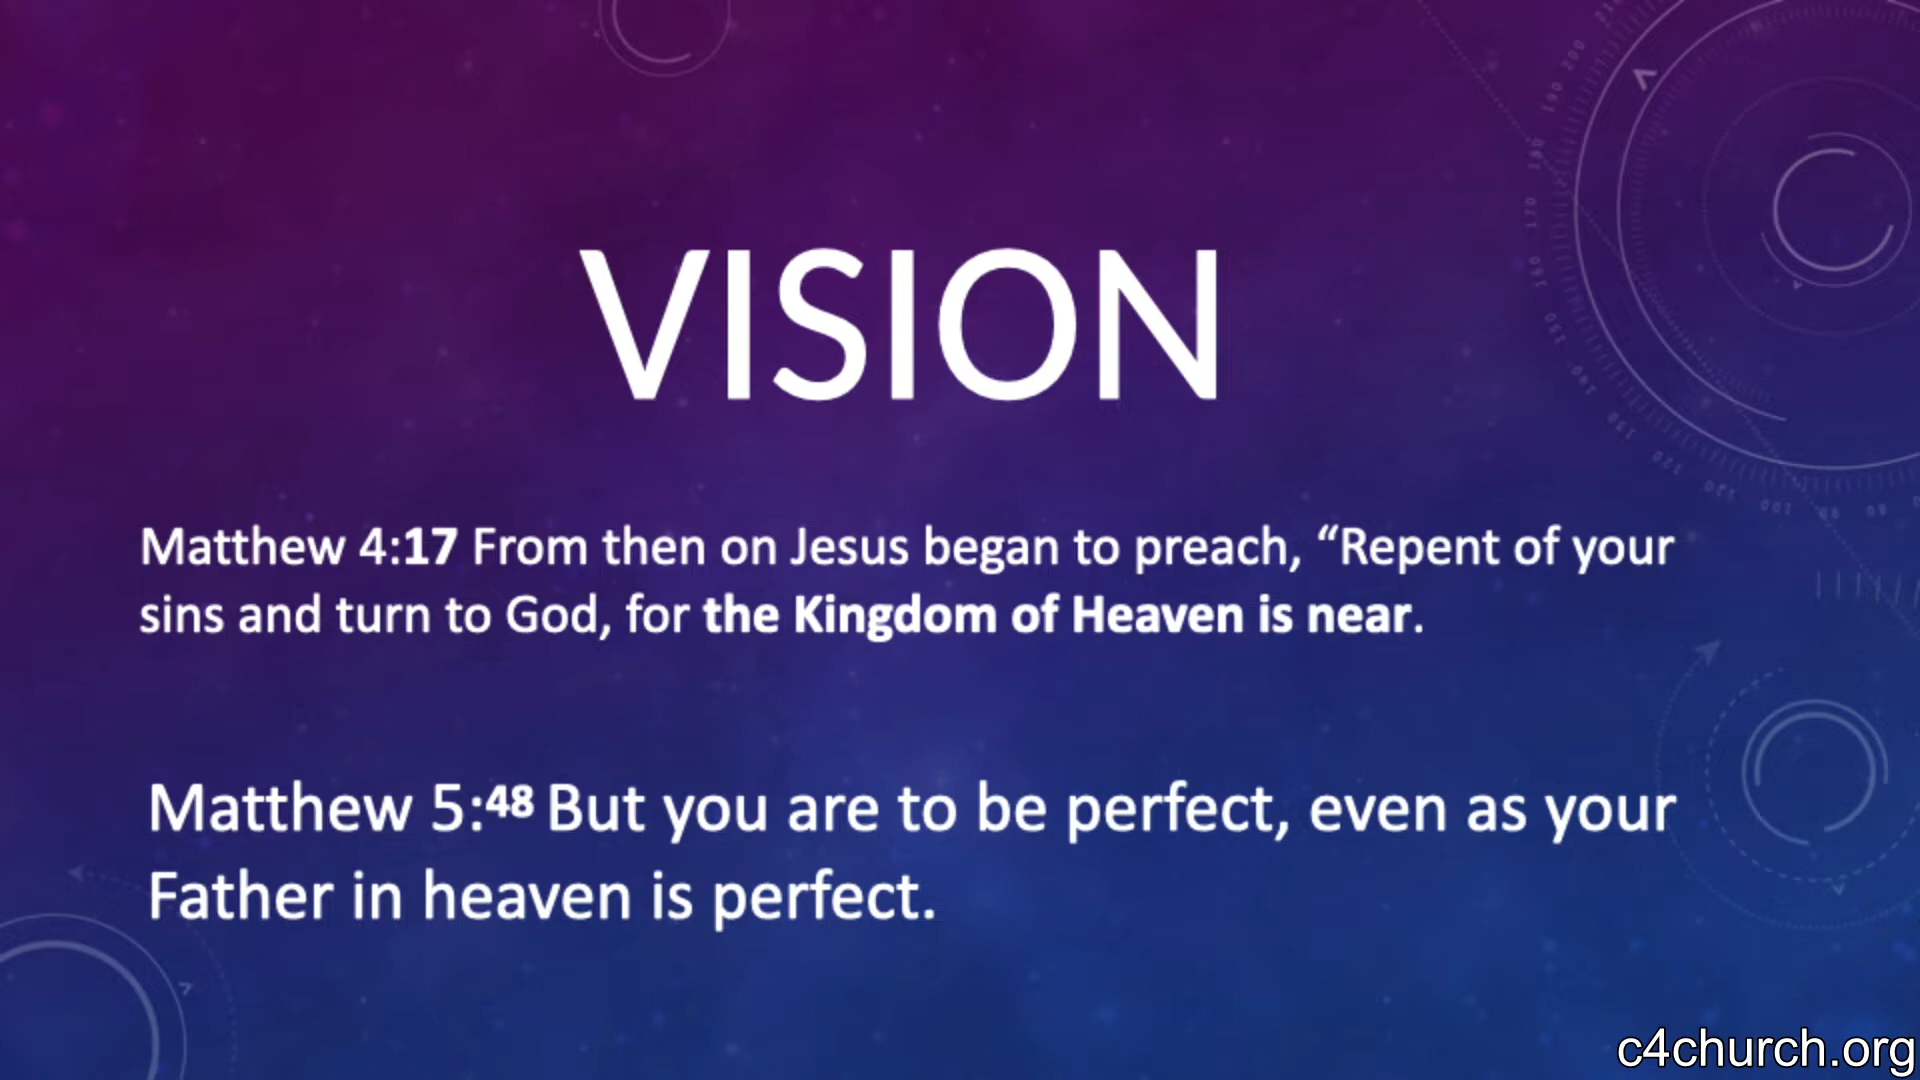 VISION
Matthew 4:17 From then on Jesus began to preach, “Repent of your
sins and turn to God, for the Kingdom of Heaven is near.
Matthew 5:48 But you are to be perfect, even as your
Father in heaven is perfect.
c4church.org